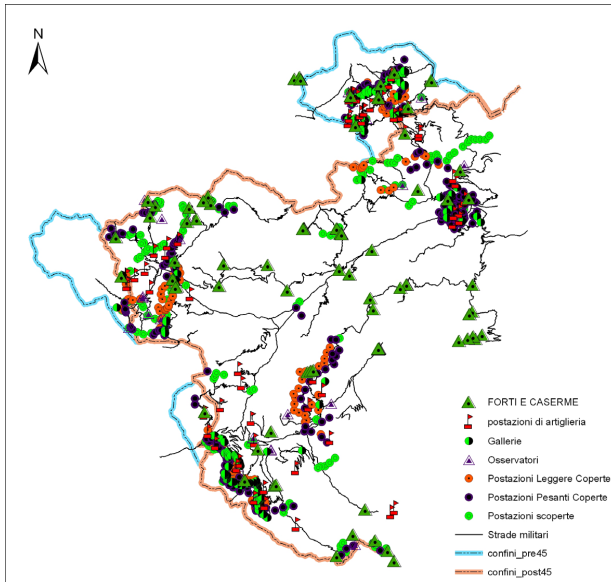 N
FORTI E CASERME
postazioni di artiglieria
Gallerie
Osservatori
Postazioni Leggere Coperte
Postazioni Pesanti Coperte
Postazioni scoperte
Strade militari
confini_pre45
confini_post45